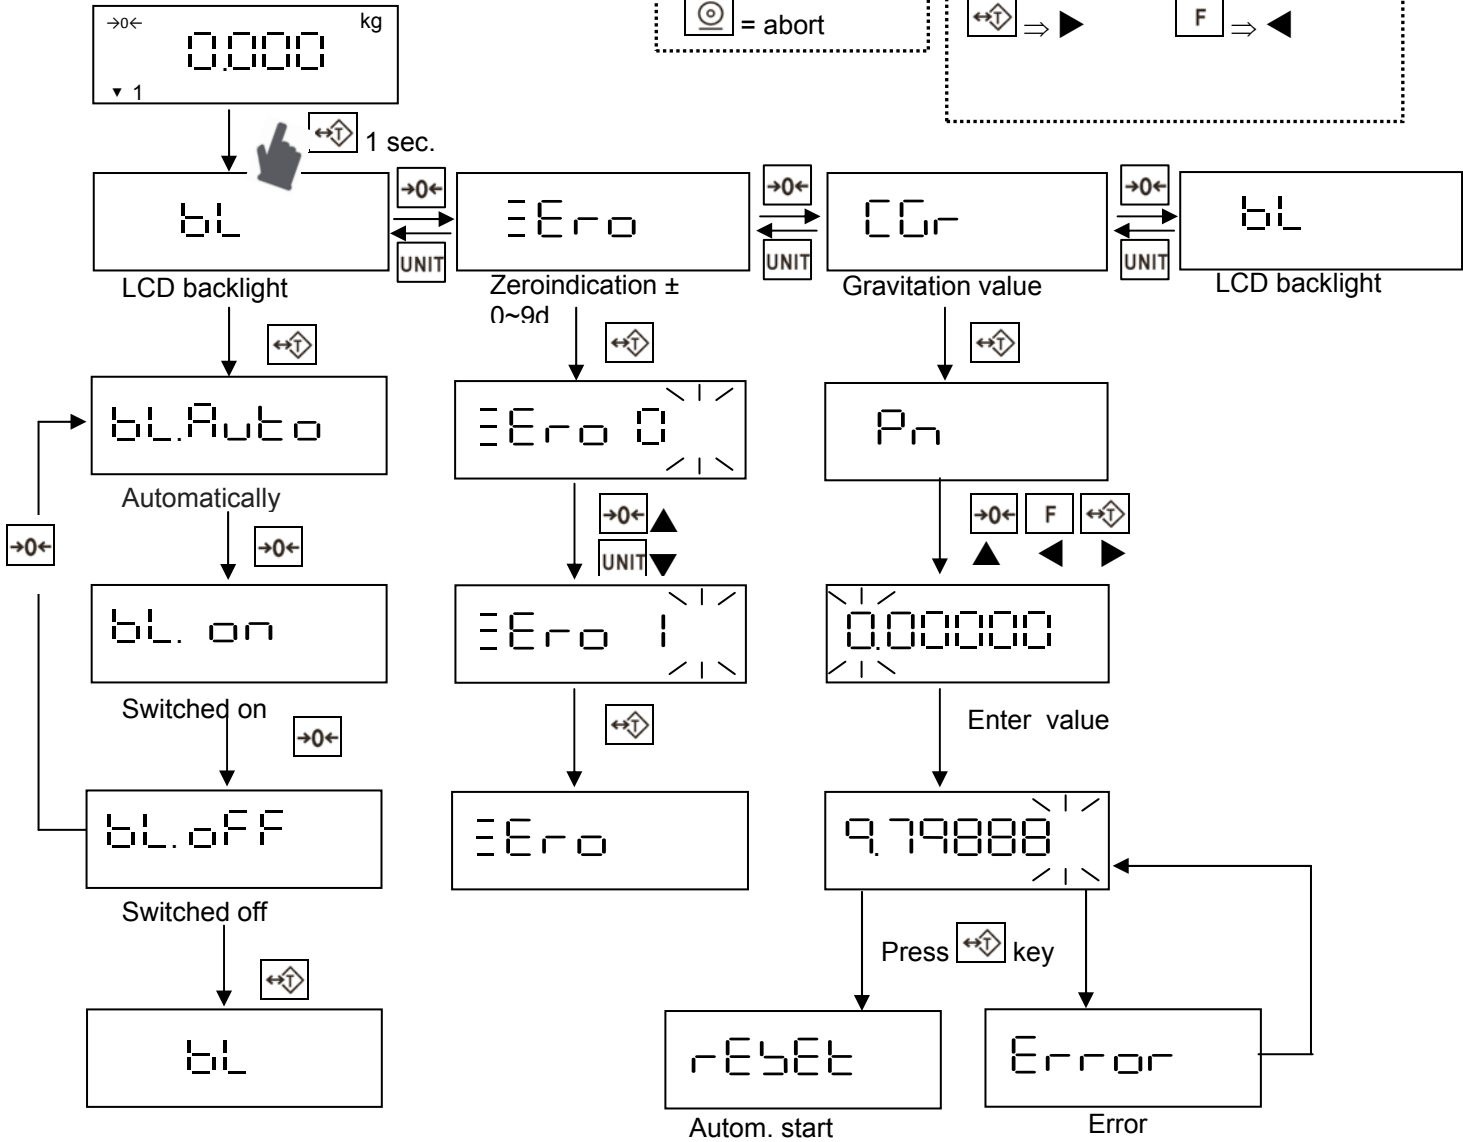 = abort
T ⇒ ▶ F ⇒ ◀
→0← kg
0.000
▼ 1
T 1 sec.
→0← →0← →0←
bL ZEro CGr bL
UNIT UNIT UNIT
LCD backlight
Zeroindication ±
0~9d
Gravitation value
LCD backlight
T T T
bL.Auto
Automatically
→0←
→0←
bL. on
Switched on
→0←
bL.oFF
Switched off
T
bL
ZEro 0
→0← ▲
UNIT ▼
ZEro 1
T
ZEro
Pn
→0← F T
▲ ◀ ▶
0.00000
Enter value
9.79888
Press T key
rESEt
Autom. start
Error
Error